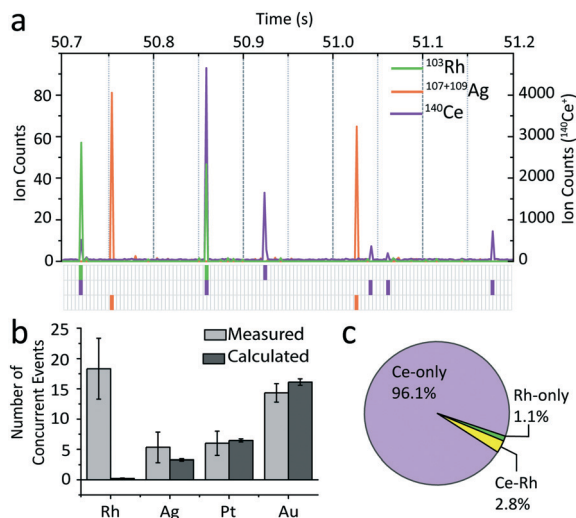 a
Time (s)
50.7 50.8 50.9 51.0 51.1 51.2
103Rh
107+109Ag
140Ce
Ion Counts
80
60
40
20
0
Ion Counts (140Ce+)
4000
3000
2000
1000
0
b
Number of
Concurrent Events
25
20
15
10
5
0
Measured
Calculated
Rh Ag Pt Au
c
Ce-only
96.1%
Rh-only
1.1%
Ce-Rh
2.8%